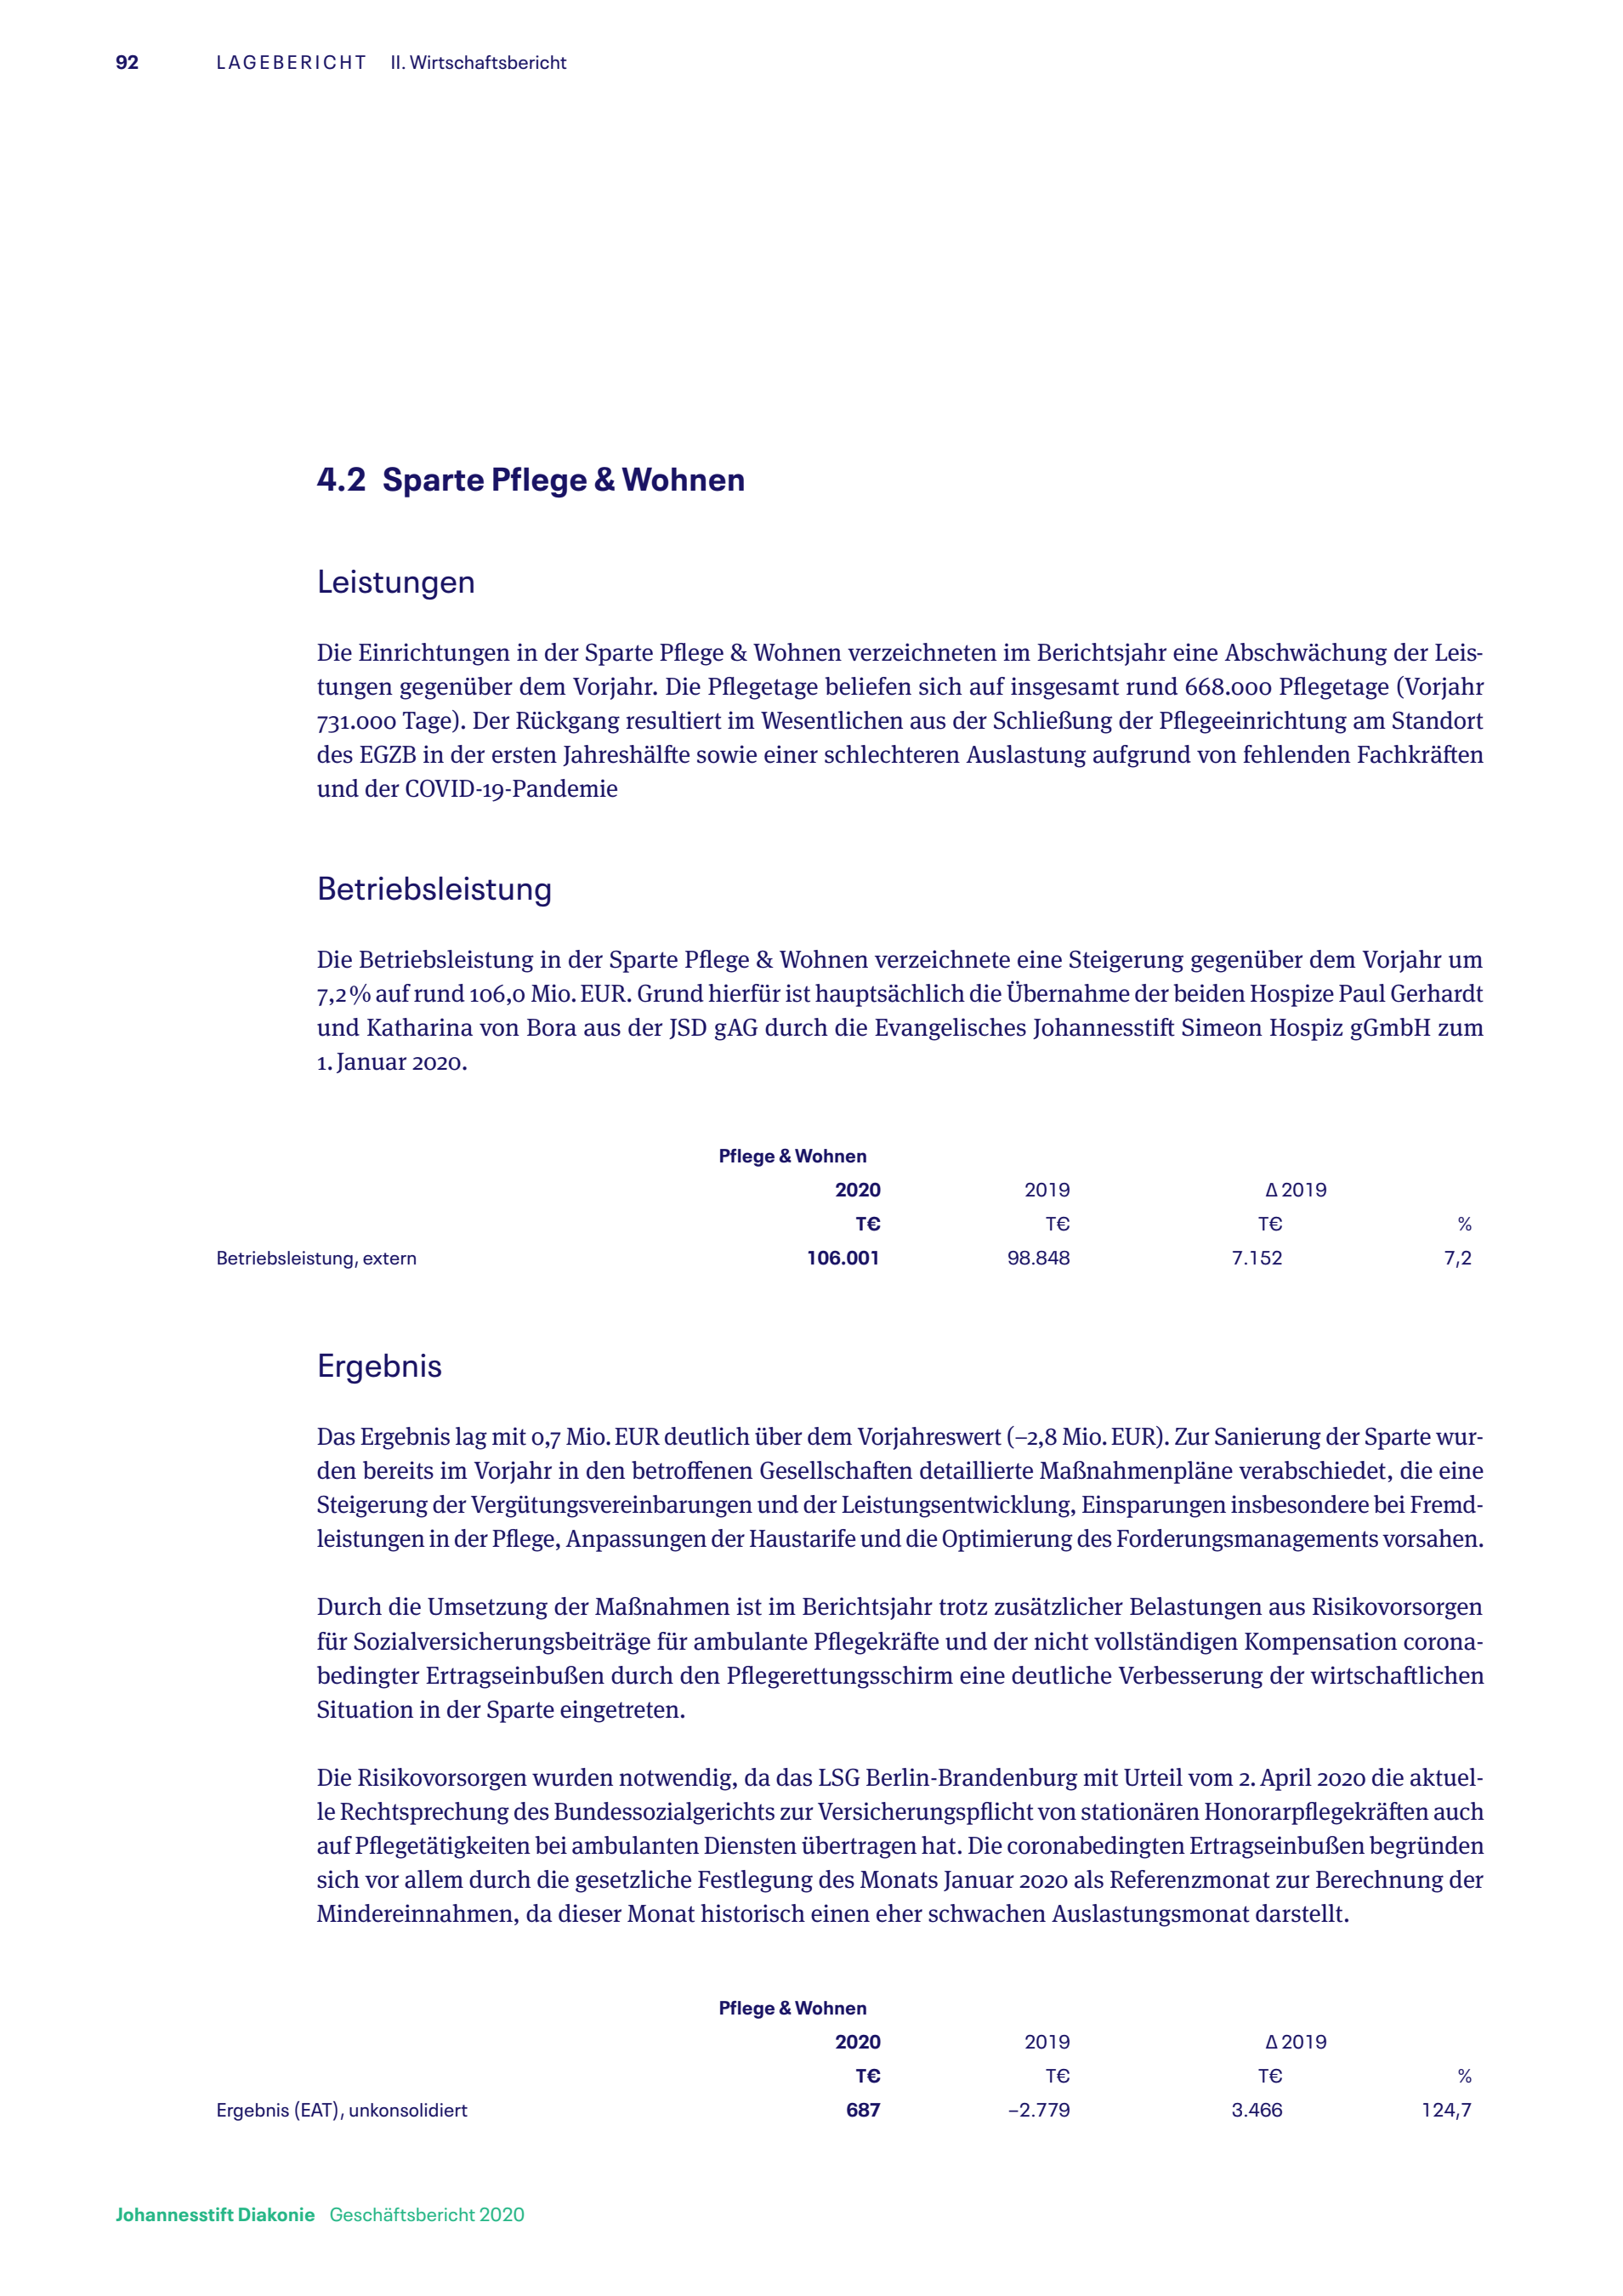 92 LAGEBERICHT II. Wirtschaftsbericht
4.2 Sparte Pflege & Wohnen
Leistungen
Die Einrichtungen in der Sparte Pflege & Wohnen verzeichneten im Berichtsjahr eine Abschwächung der Leis-
tungen gegenüber dem Vorjahr. Die Pflegetage beliefen sich auf insgesamt rund 668.000 Pflegetage (Vorjahr
731.000 Tage). Der Rückgang resultiert im Wesentlichen aus der Schließung der Pflegeeinrichtung am Standort
des EGZB in der ersten Jahreshälfte sowie einer schlechteren Auslastung aufgrund von fehlenden Fachkräften
und der COVID-19-Pandemie
Betriebsleistung
Die Betriebsleistung in der Sparte Pflege & Wohnen verzeichnete eine Steigerung gegenüber dem Vorjahr um
7,2 % auf rund 106,0 Mio. EUR. Grund hierfür ist hauptsächlich die Übernahme der beiden Hospize Paul Gerhardt
und Katharina von Bora aus der JSD gAG durch die Evangelisches Johannesstift Simeon Hospiz gGmbH zum
1. Januar 2020.
Pflege & Wohnen
2020 2019 Δ 2019
T€ T€ T€ %
Betriebsleistung, extern 106.001 98.848 7.152 7,2
Ergebnis
Das Ergebnis lag mit 0,7 Mio. EUR deutlich über dem Vorjahreswert (–2,8 Mio. EUR). Zur Sanierung der Sparte wur-
den bereits im Vorjahr in den betroffenen Gesellschaften detaillierte Maßnahmenpläne verabschiedet, die eine
Steigerung der Vergütungsvereinbarungen und der Leistungsentwicklung, Einsparungen insbesondere bei Fremd-
leistungen in der Pflege, Anpassungen der Haustarife und die Optimierung des Forderungsmanagements vorsahen.
Durch die Umsetzung der Maßnahmen ist im Berichtsjahr trotz zusätzlicher Belastungen aus Risikovorsorgen
für Sozialversicherungsbeiträge für ambulante Pflegekräfte und der nicht vollständigen Kompensation corona-
bedingter Ertragseinbußen durch den Pflegerettungsschirm eine deutliche Verbesserung der wirtschaftlichen
Situation in der Sparte eingetreten.
Die Risikovorsorgen wurden notwendig, da das LSG Berlin-Brandenburg mit Urteil vom 2. April 2020 die aktuel-
le Rechtsprechung des Bundessozialgerichts zur Versicherungspflicht von stationären Honorarpflegekräften auch
auf Pflegetätigkeiten bei ambulanten Diensten übertragen hat. Die coronabedingten Ertragseinbußen begründen
sich vor allem durch die gesetzliche Festlegung des Monats Januar 2020 als Referenzmonat zur Berechnung der
Mindereinnahmen, da dieser Monat historisch einen eher schwachen Auslastungsmonat darstellt.
Pflege & Wohnen
2020 2019 Δ 2019
T€ T€ T€ %
Ergebnis (EAT), unkonsolidiert 687 –2.779 3.466 124,7
Johannesstift Diakonie Geschäftsbericht 2020